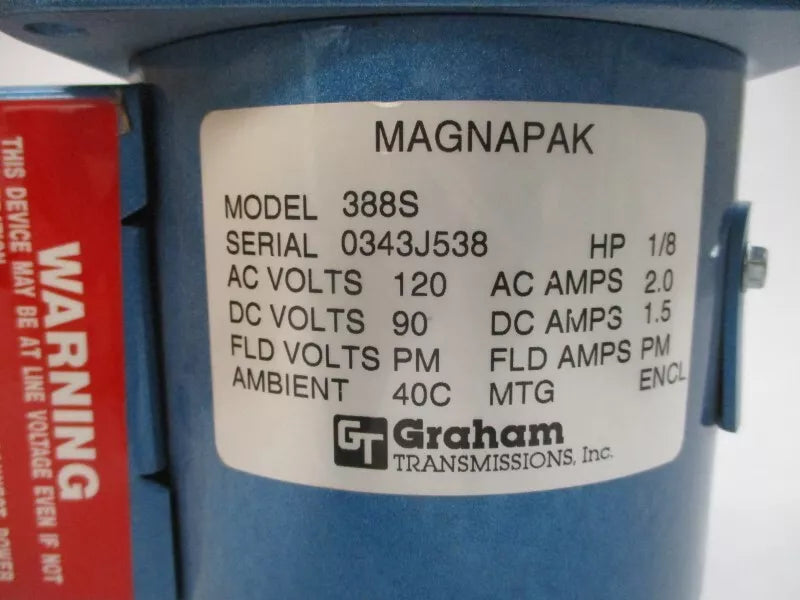 MAGNAPAK
MODEL 388S
SERIAL 0343J538 HP 1/8
AC VOLTS 120 AC AMPS 2.0
DC VOLTS 90 DC AMPS 1.5
FLD VOLTS PM FLD AMPS PM
AMBIENT 40C MTG ENCL
GT Graham
TRANSMISSIONS, Inc.
WARNING
THIS DEVICE MAY BE AT LINE VOLTAGE EVEN IF NOT
POWER